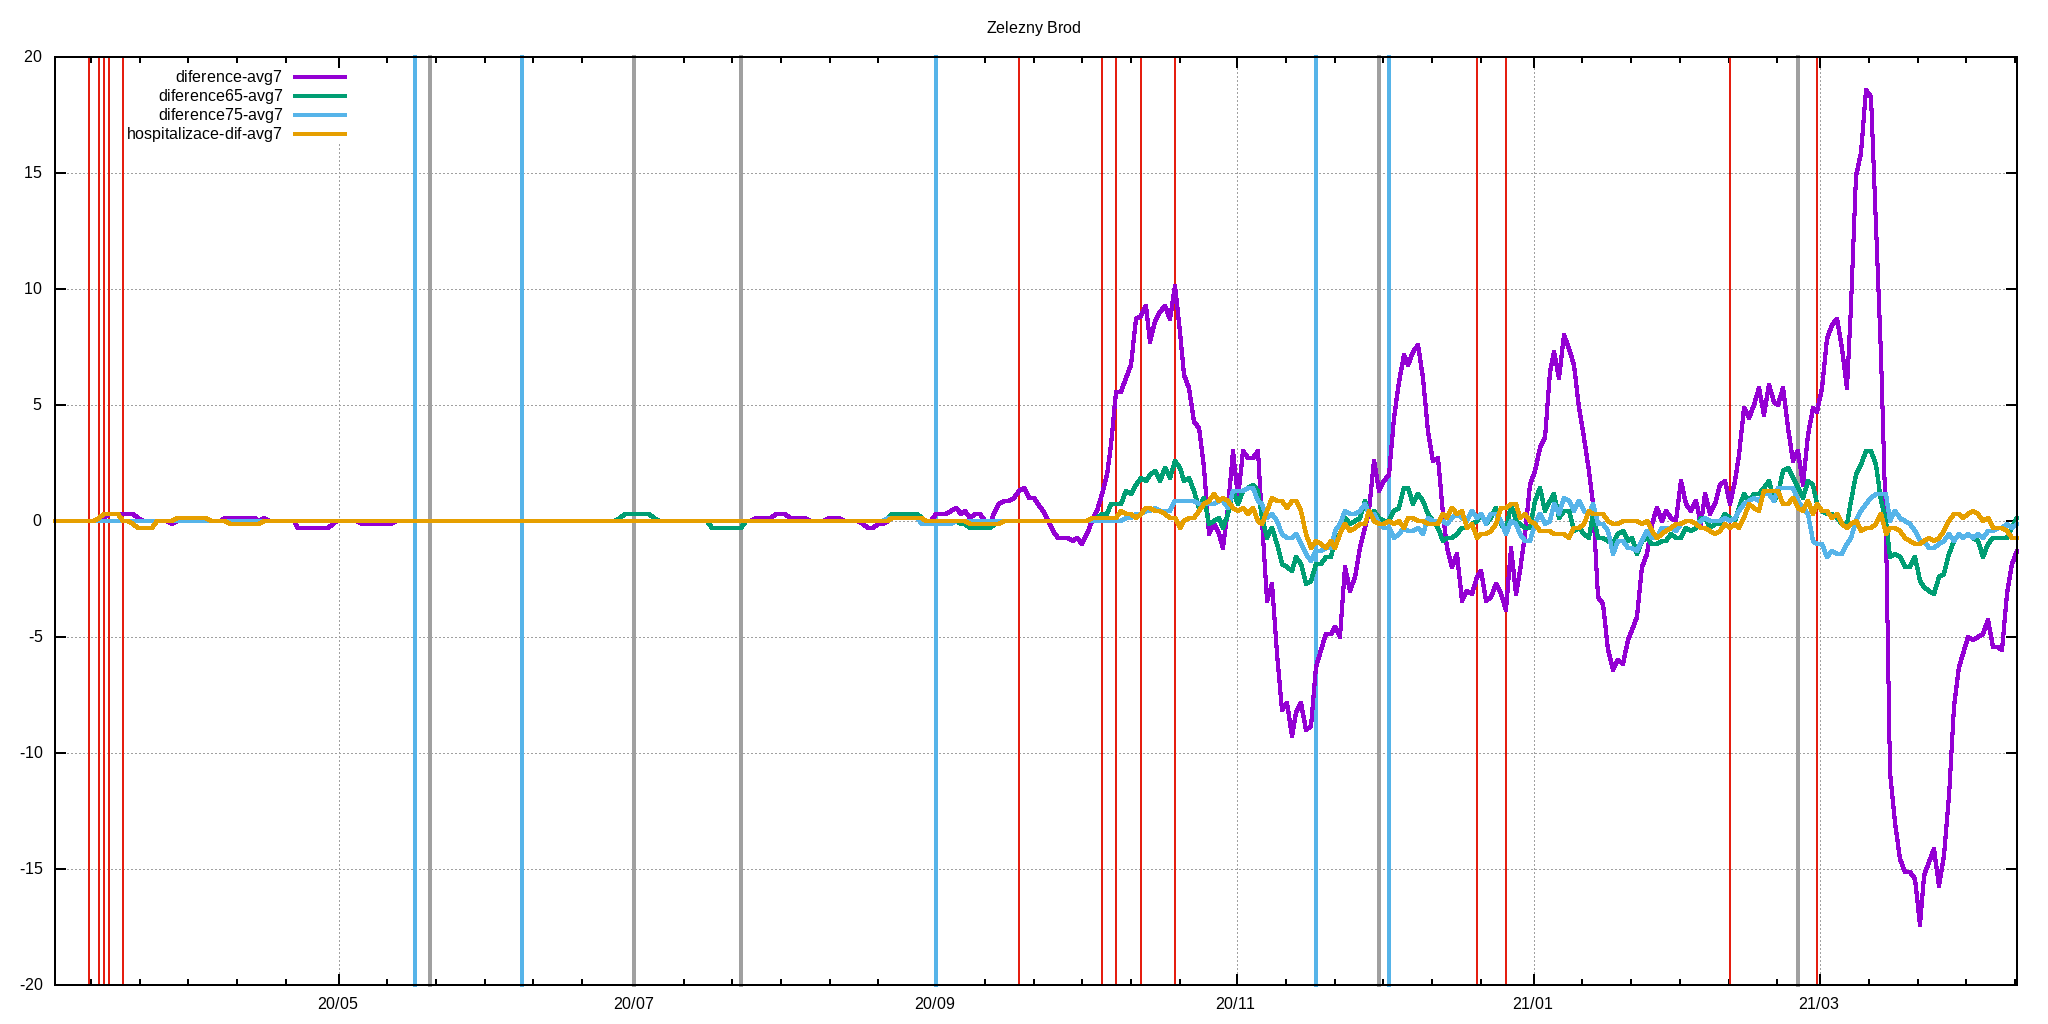 Zelezny Brod
20
diference-avg7
diference65-avg7
diference75-avg7
hospitalizace-dif-avg7
15
10
5
0
-5
-10
-15
-20
20/05 20/07 20/09 20/11 21/01 21/03